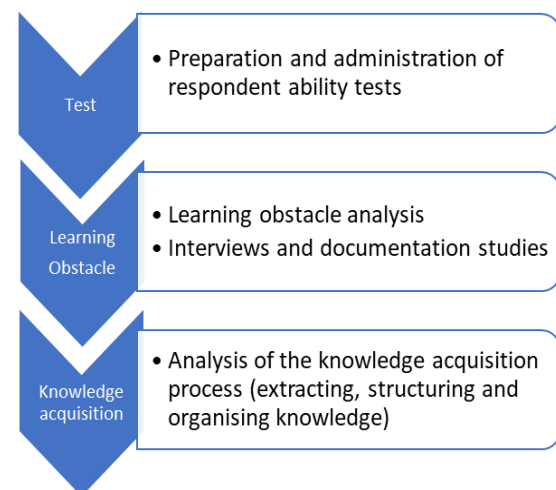 Test
• Preparation and administration of
respondent ability tests
Learning
Obstacle
• Learning obstacle analysis
• Interviews and documentation studies
Knowledge
acquisition
• Analysis of the knowledge acquisition
process (extracting, structuring and
organising knowledge)